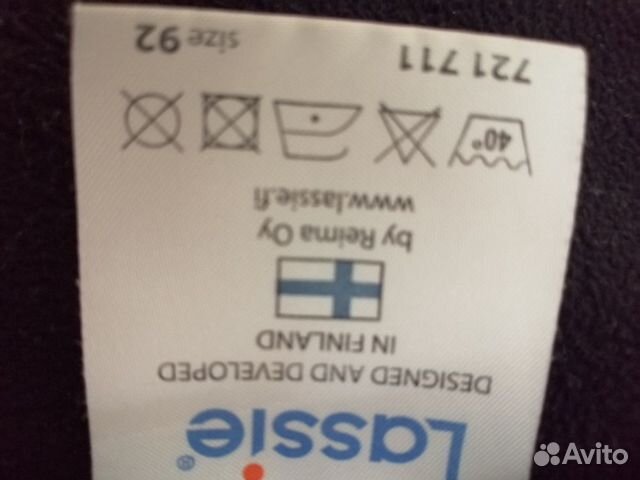 Lassie®
DESIGNED AND DEVELOPED
IN FINLAND
by Reima Oy
www.lassie.fi
40°
721 711 size 92
Avito